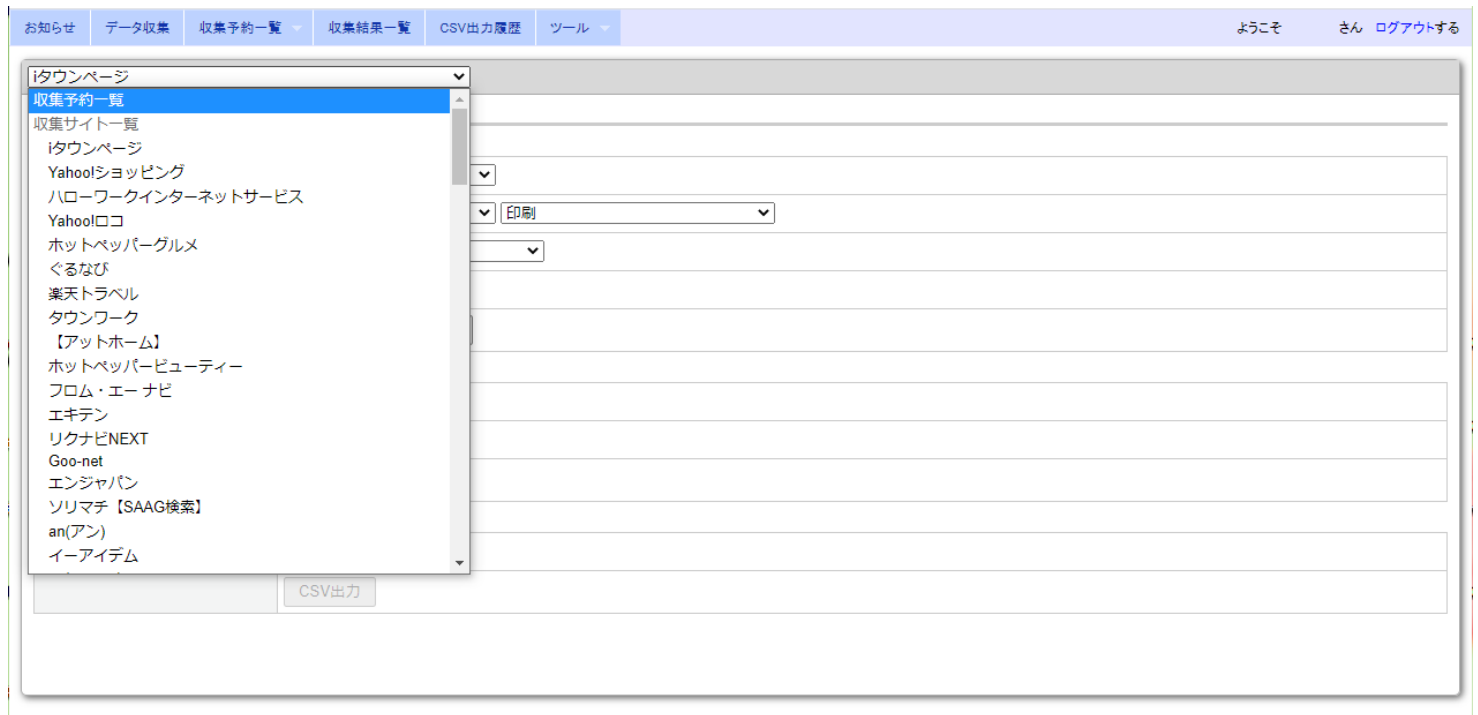 お知らせ データ収集 収集予約一覧 収集結果一覧 CSV出力履歴 ツール ようこそ さん ログアウトする
iタウンページ
収集予約一覧
収集サイト一覧
iタウンページ
Yahoo!ショッピング
ハローワークインターネットサービス
Yahoo!ロコ
印刷
ホットペッパーグルメ
ぐるなび
楽天トラベル
タウンワーク
【アットホーム】
ホットペッパービューティー
フロム・エー ナビ
エキテン
リクナビNEXT
Goo-net
エンジャパン
ソリマチ【SAAG検索】
an(アン)
イーアイデム
CSV出力